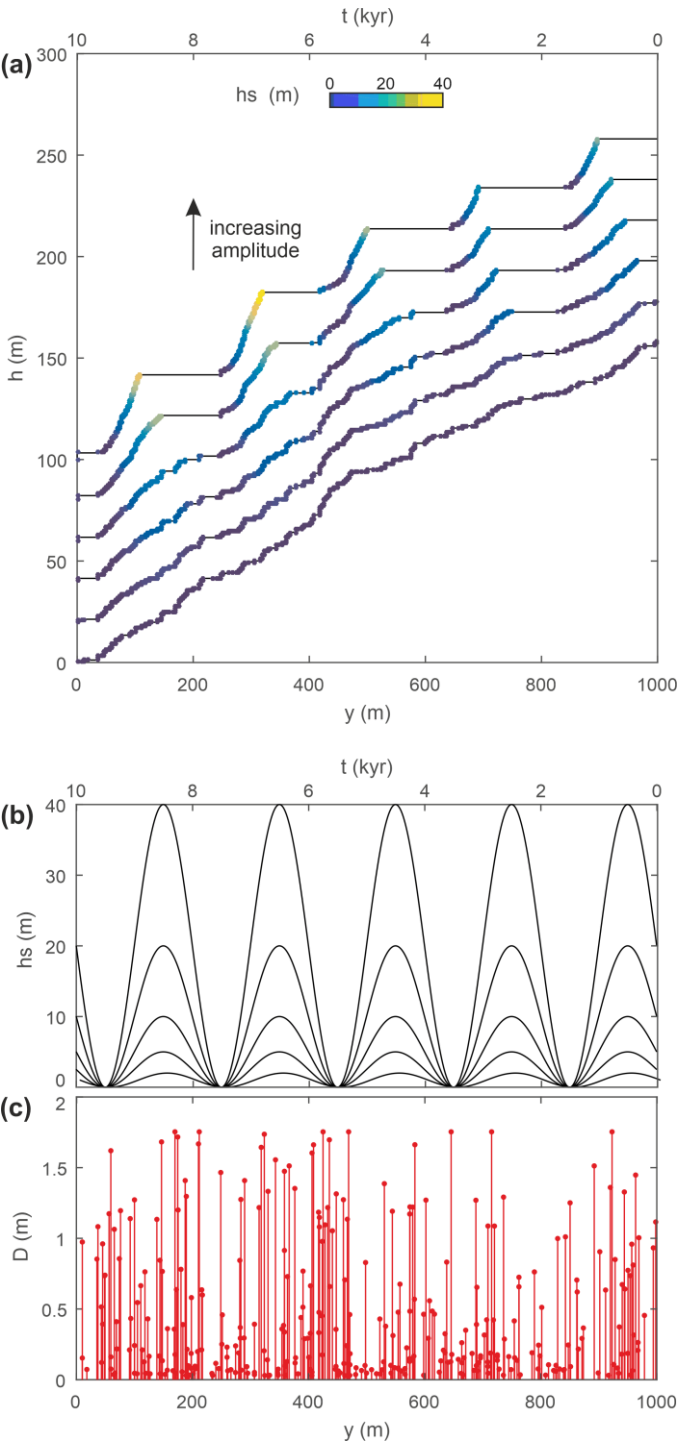 t (kyr)
10 8 6 4 2 0
(a)
300
hs (m) 0 20 40
250
increasing
amplitude
200
h (m)
150
100
50
0
0 200 400 600 800 1000
y (m)
t (kyr)
10 8 6 4 2 0
(b)
40
30
hs (m)
20
10
0
(c)
2
1.5
D (m)
1
0.5
0
0 200 400 600 800 1000
y (m)